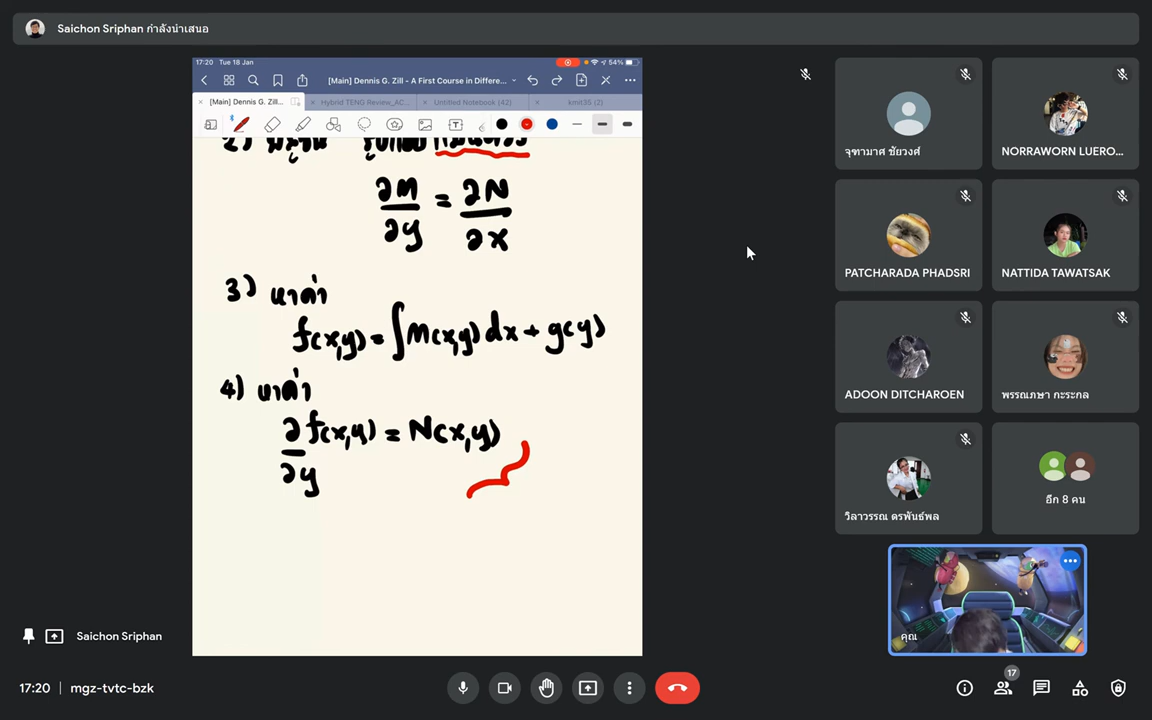 Saichon Sriphan กำลังนำเสนอ
17:20 Tue 18 Jan
54%
[Main] Dennis G. Zill - A First Course in Differe...
[Main] Dennis G. Zill...
Hybrid TENG Review_AC...
Untitled Notebook (42)
kmit35 (2)
∂M/∂y = ∂N/∂x
3) หาค่า
f(x,y) = ∫M(x,y) dx + g(y)
4) หาค่า
∂/∂y f(x,y) = N(x,y)
จุฑามาศ ชัยวงศ์
NORRAWORN LUERO...
PATCHARADA PHADSRI
NATTIDA TAWATSAK
ADOON DITCHAROEN
พรรณภษา กะระกล
วิลาวรรณ ดรพันธ์พล
อีก 8 คน
คุณ
Saichon Sriphan
17:20 | mgz-tvtc-bzk
17